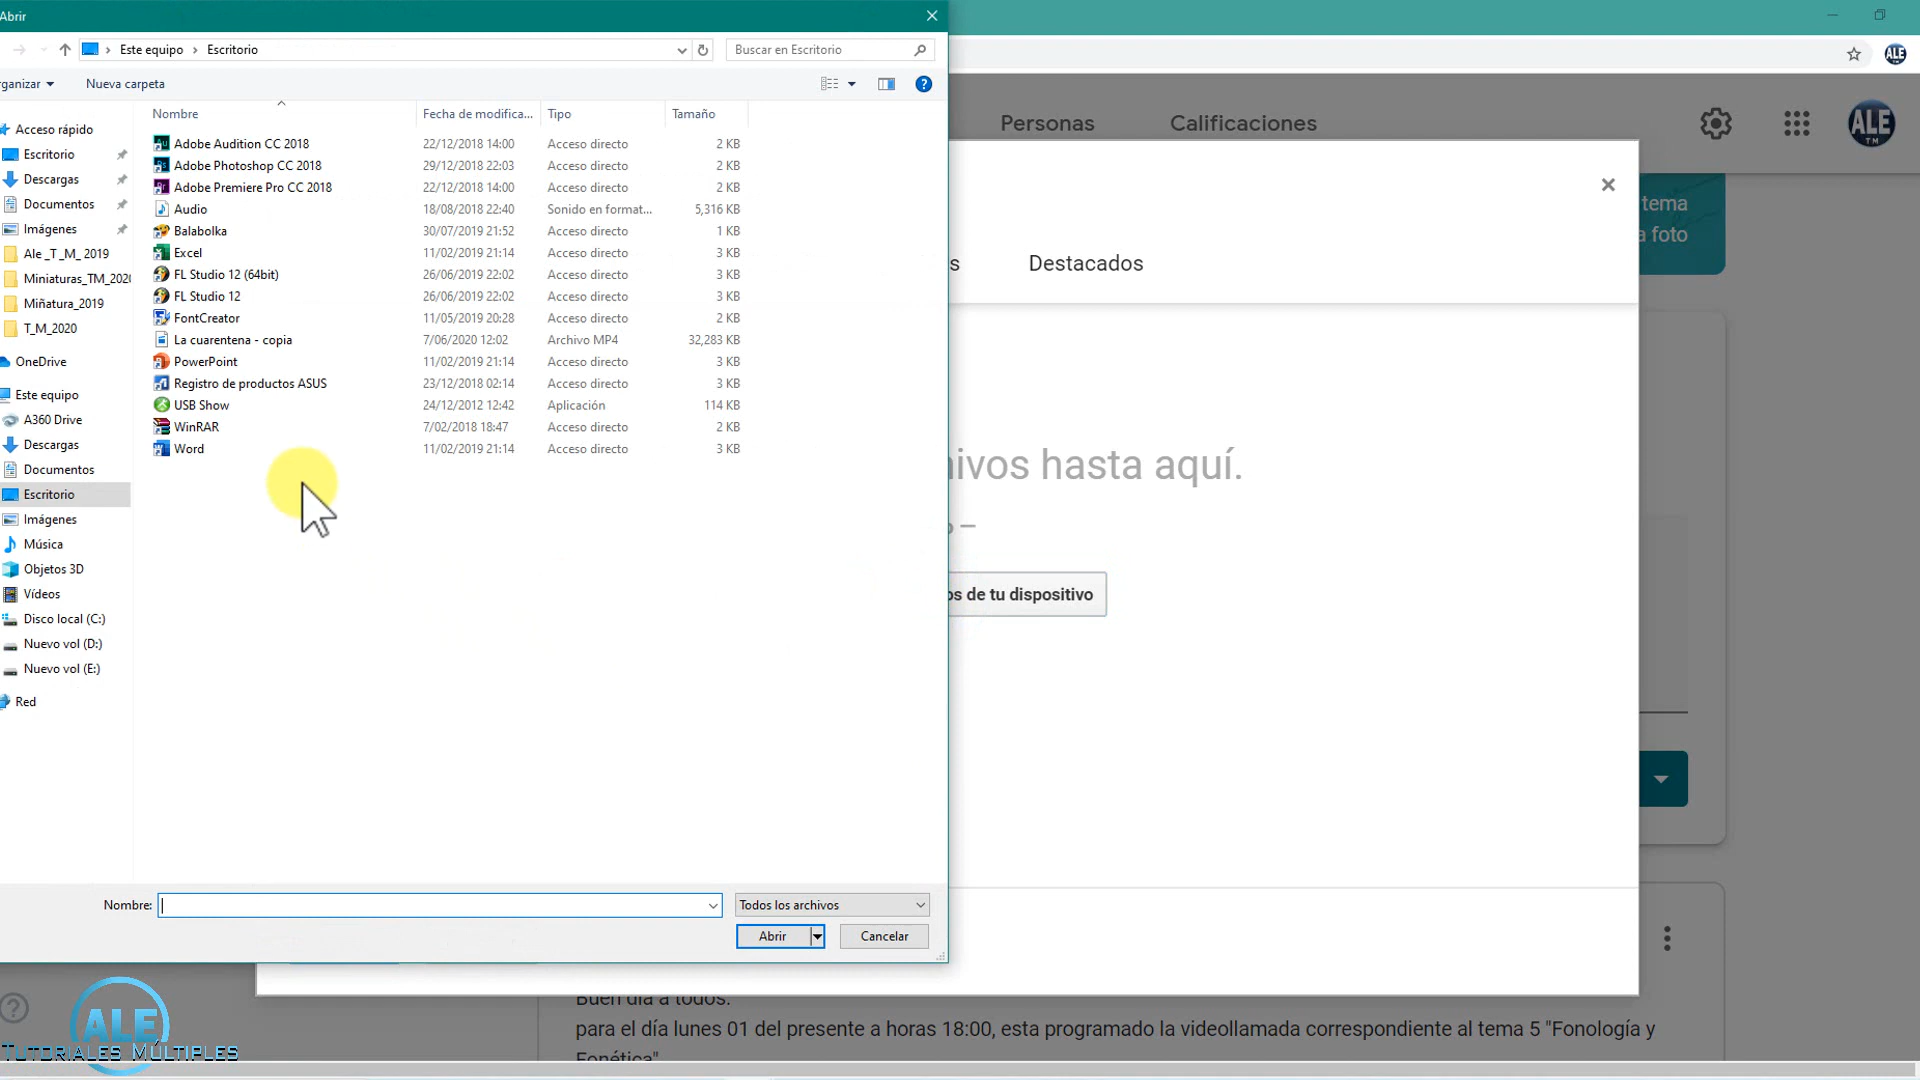 Abrir
Este equipo › Escritorio
Buscar en Escritorio
rganizar
Nueva carpeta
Acceso rápido
Escritorio
Descargas
Documentos
Imágenes
Ale _T _M_ 2019
Miniaturas_TM_202
Miñatura_2019
T_M_2020
OneDrive
Este equipo
A360 Drive
Descargas
Documentos
Escritorio
Imágenes
Música
Objetos 3D
Vídeos
Disco local (C:)
Nuevo vol (D:)
Nuevo vol (E:)
Red
Nombre Fecha de modifica... Tipo Tamaño
Adobe Audition CC 2018 22/12/2018 14:00 Acceso directo 2 KB
Adobe Photoshop CC 2018 29/12/2018 22:03 Acceso directo 2 KB
Adobe Premiere Pro CC 2018 22/12/2018 14:00 Acceso directo 2 KB
Audio 18/08/2018 22:40 Sonido en format... 5,316 KB
Balabolka 30/07/2019 21:52 Acceso directo 1 KB
Excel 11/02/2019 21:14 Acceso directo 3 KB
FL Studio 12 (64bit) 26/06/2019 22:02 Acceso directo 3 KB
FL Studio 12 26/06/2019 22:02 Acceso directo 3 KB
FontCreator 11/05/2019 20:28 Acceso directo 2 KB
La cuarentena - copia 7/06/2020 12:02 Archivo MP4 32,283 KB
PowerPoint 11/02/2019 21:14 Acceso directo 3 KB
Registro de productos ASUS 23/12/2018 02:14 Acceso directo 3 KB
USB Show 24/12/2012 12:42 Aplicación 114 KB
WinRAR 7/02/2018 18:47 Acceso directo 2 KB
Word 11/02/2019 21:14 Acceso directo 3 KB
Nombre:
Todos los archivos
Abrir
Cancelar
ALE
Personas
Calificaciones
ALE
TM
tema
a foto
s
Destacados
ivos hasta aquí.
o —
os de tu dispositivo
Buen día a todos.
para el día lunes 01 del presente a horas 18:00, esta programado la videollamada correspondiente al tema 5 "Fonología y
Fonética"
ALE
TUTORIALES MÚLTIPLES